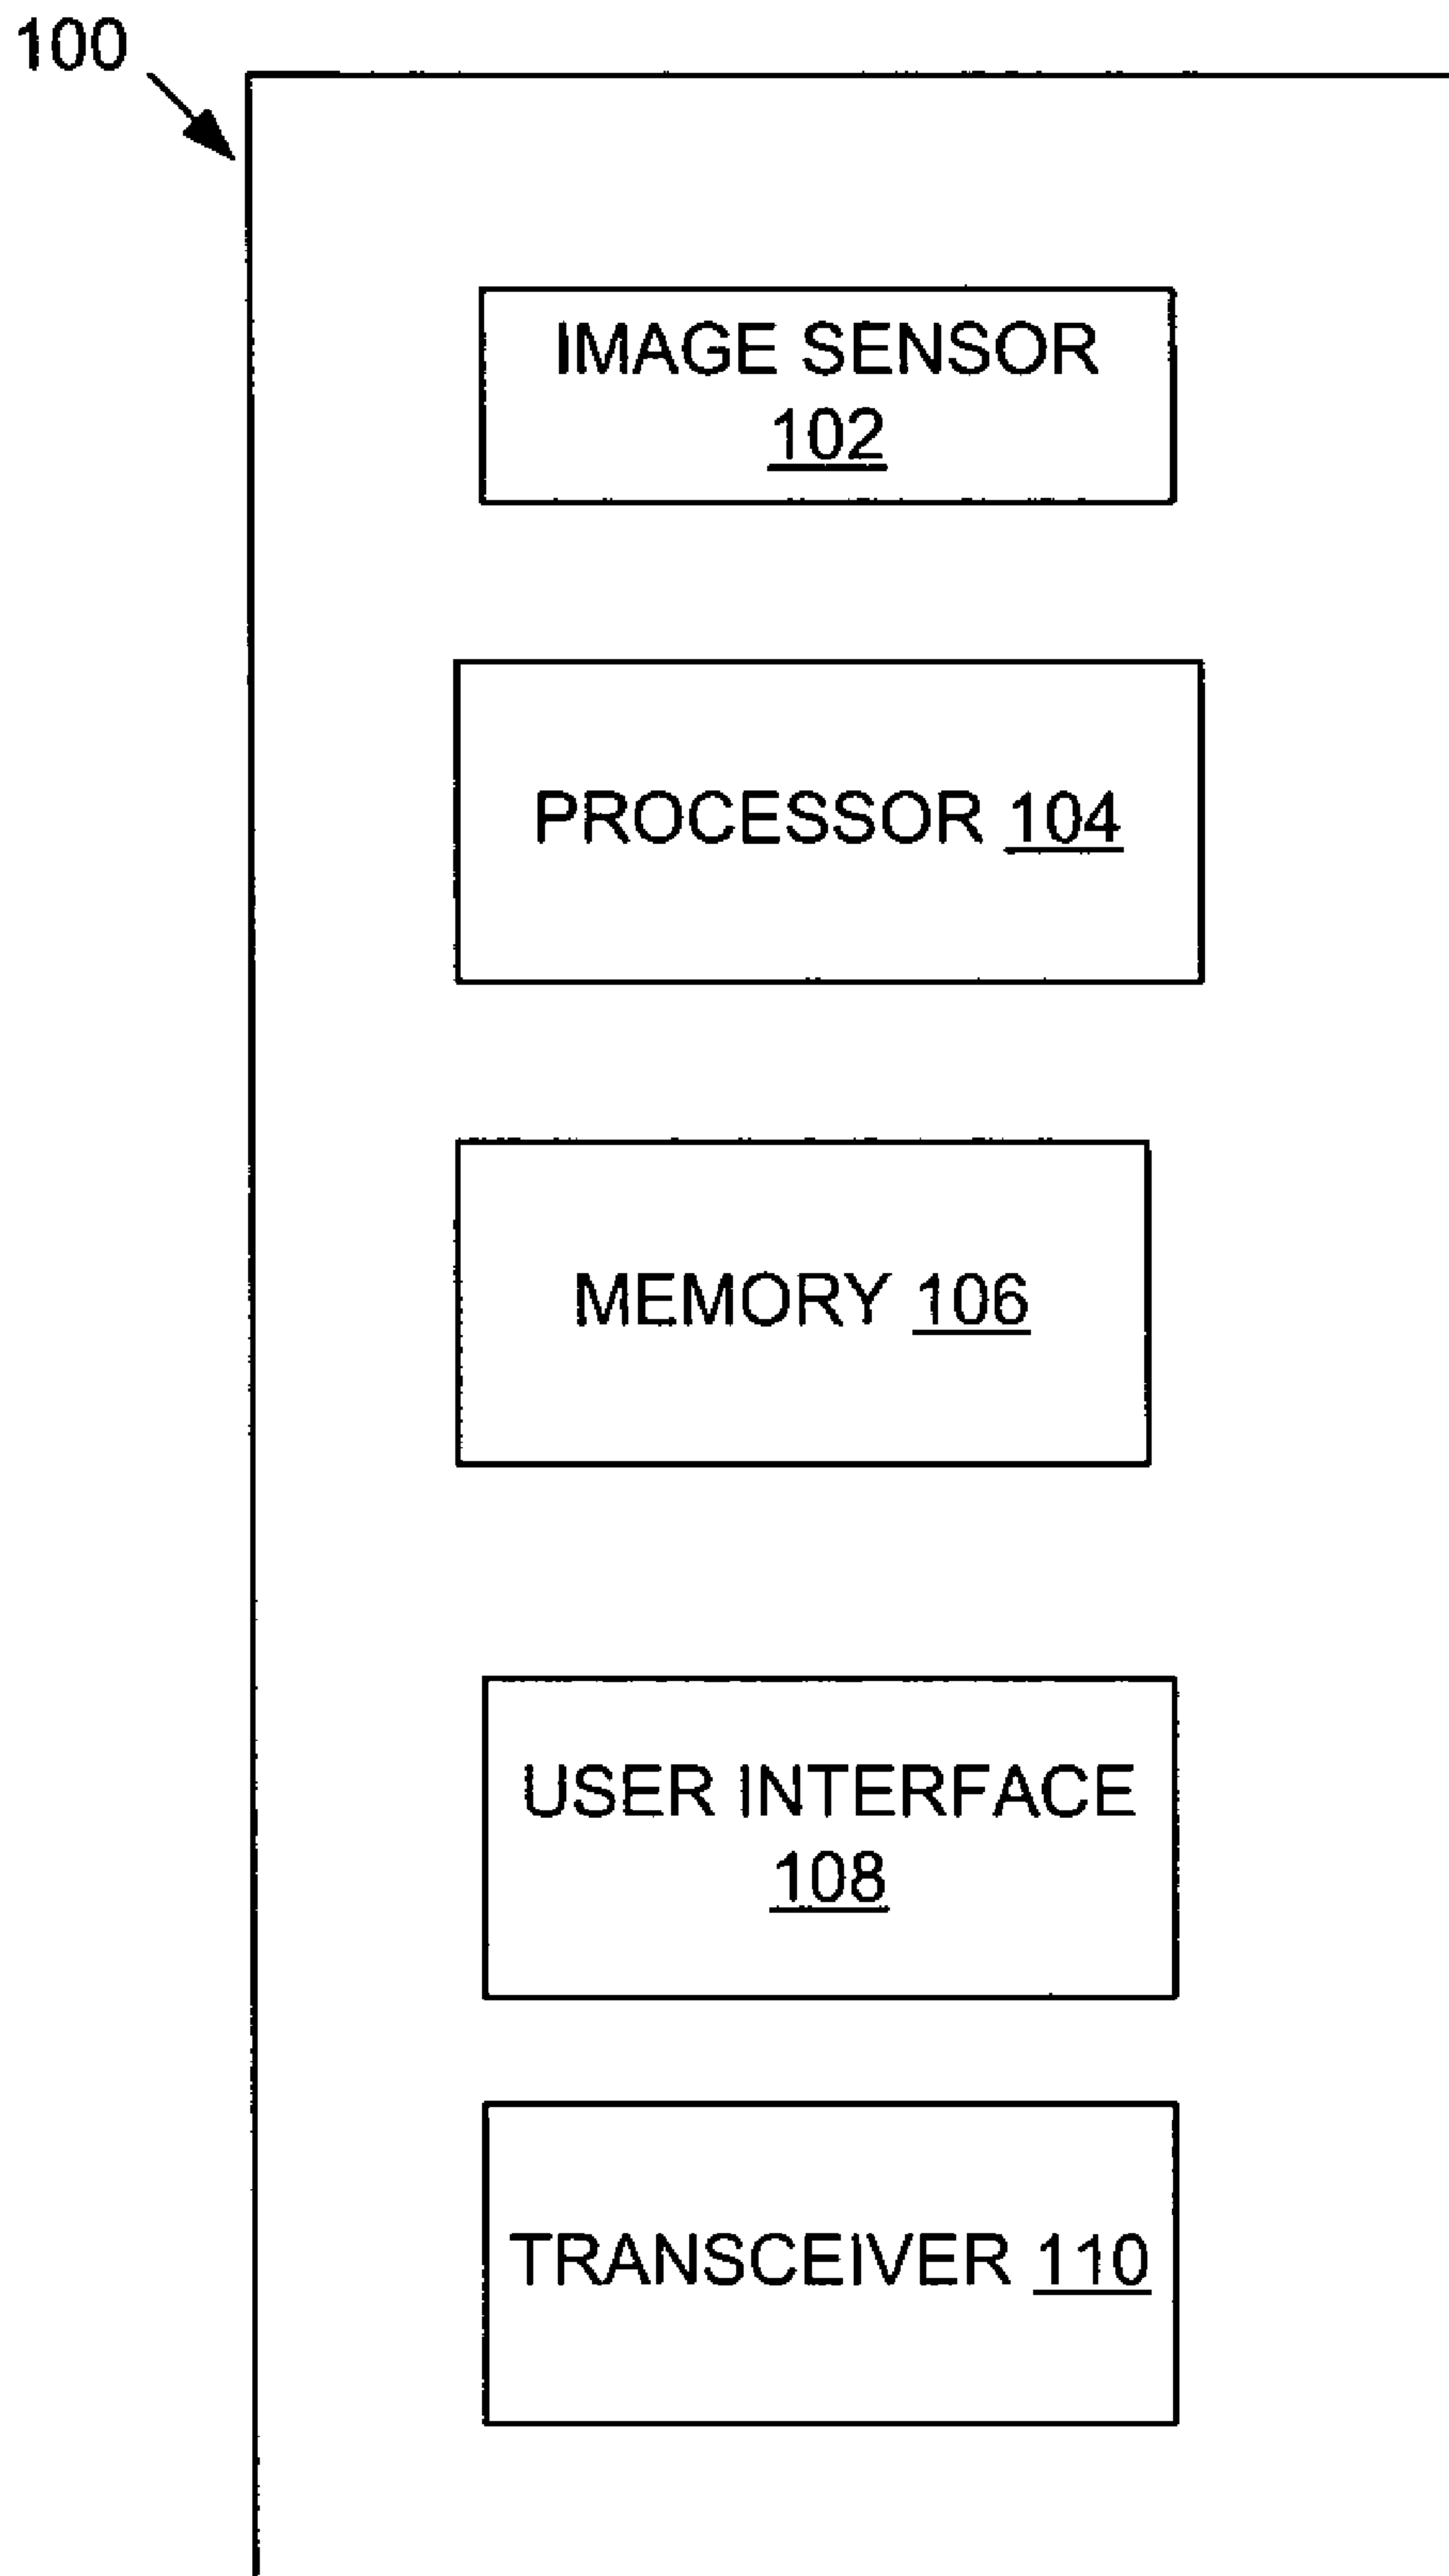 100
IMAGE SENSOR
102
PROCESSOR 104
MEMORY 106
USER INTERFACE
108
TRANSCEIVER 110